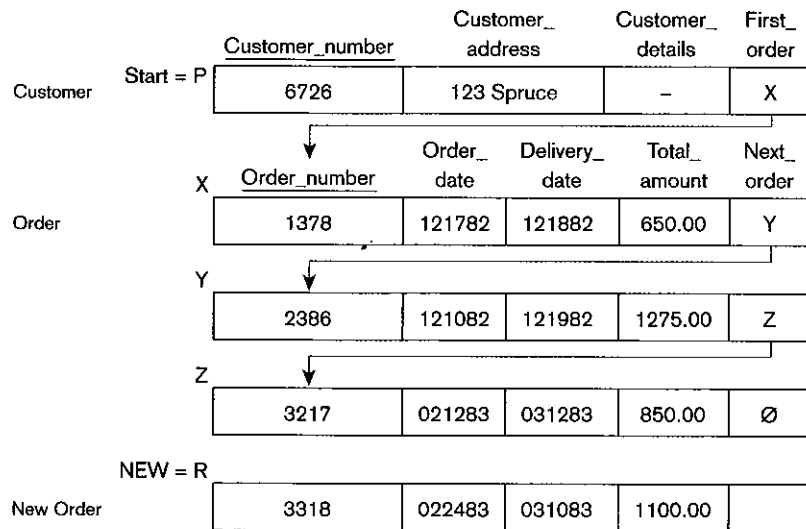 Customer_ Customer_ First_
Customer_number address details order
Start = P
Customer 6726 123 Spruce – X
Order_ Delivery_ Total_ Next_
X Order_number date date amount order
Order 1378 121782 121882 650.00 Y
Y
2386 121082 121982 1275.00 Z
Z
3217 021283 031283 850.00 Ø
NEW = R
New Order 3318 022483 031083 1100.00